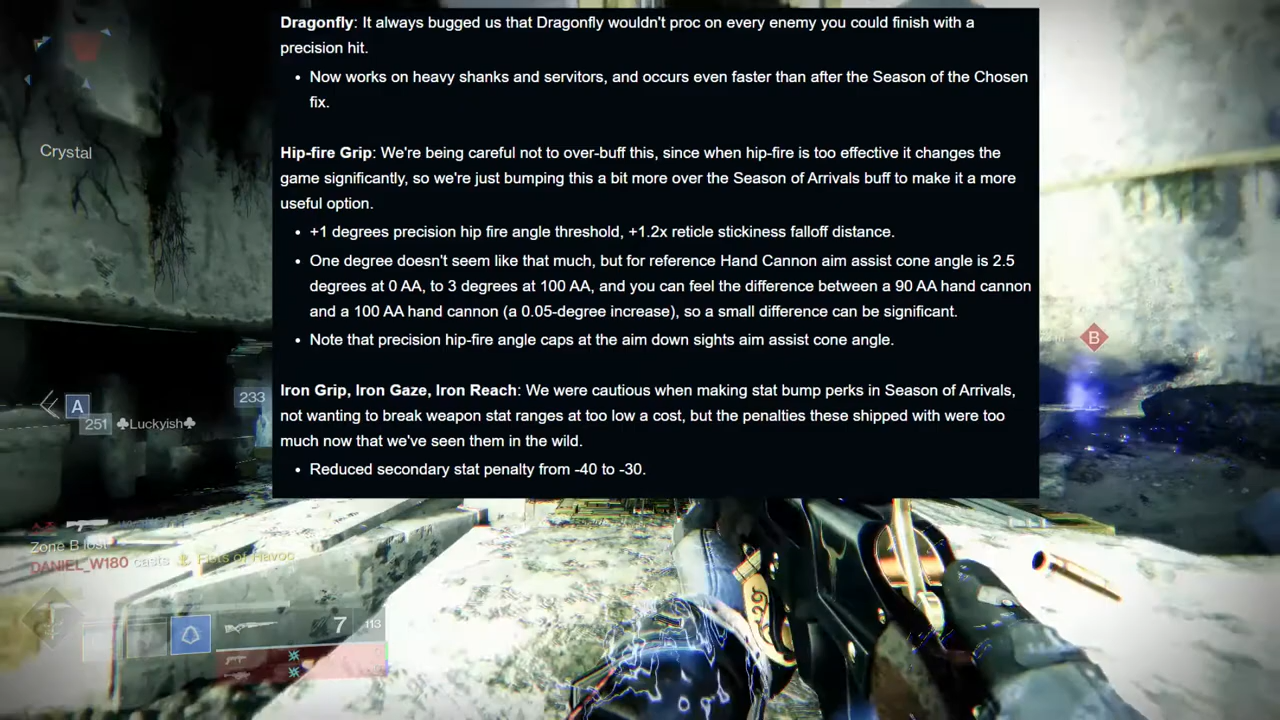 Dragonfly: It always bugged us that Dragonfly wouldn't proc on every enemy you could finish with a
precision hit.
• Now works on heavy shanks and servitors, and occurs even faster than after the Season of the Chosen
fix.
Hip-fire Grip: We're being careful not to over-buff this, since when hip-fire is too effective it changes the
game significantly, so we're just bumping this a bit more over the Season of Arrivals buff to make it a more
useful option.
• +1 degrees precision hip fire angle threshold, +1.2x reticle stickiness falloff distance.
• One degree doesn't seem like that much, but for reference Hand Cannon aim assist cone angle is 2.5
degrees at 0 AA, to 3 degrees at 100 AA, and you can feel the difference between a 90 AA hand cannon
and a 100 AA hand cannon (a 0.05-degree increase), so a small difference can be significant.
• Note that precision hip-fire angle caps at the aim down sights aim assist cone angle.
Iron Grip, Iron Gaze, Iron Reach: We were cautious when making stat bump perks in Season of Arrivals,
not wanting to break weapon stat ranges at too low a cost, but the penalties these shipped with were too
much now that we've seen them in the wild.
• Reduced secondary stat penalty from -40 to -30.
Crystal
B
A
233
251 ♣Luckyish♣
Zone B lost
DANIEL_W180 casts Fists of Havoc
7 113